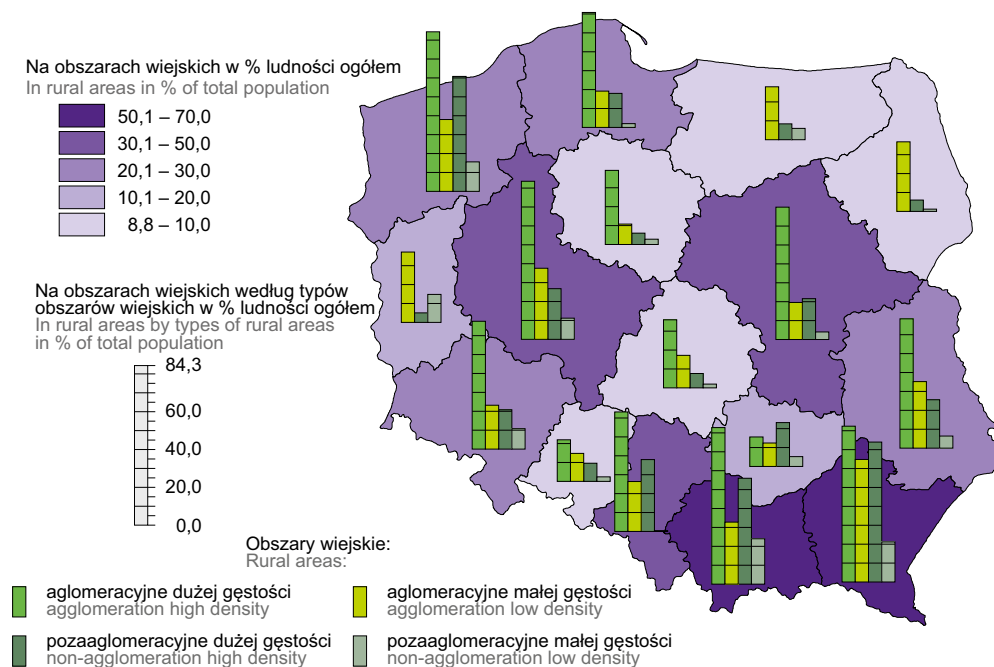 Na obszarach wiejskich w % ludności ogółem
In rural areas in % of total population
50,1 – 70,0
30,1 – 50,0
20,1 – 30,0
10,1 – 20,0
8,8 – 10,0
Na obszarach wiejskich według typów
obszarów wiejskich w % ludności ogółem
In rural areas by types of rural areas
in % of total population
84,3
60,0
40,0
20,0
0,0
Obszary wiejskie:
Rural areas:
aglomeracyjne dużej gęstości
agglomeration high density
aglomeracyjne małej gęstości
agglomeration low density
pozaaglomeracyjne dużej gęstości
non-agglomeration high density
pozaaglomeracyjne małej gęstości
non-agglomeration low density